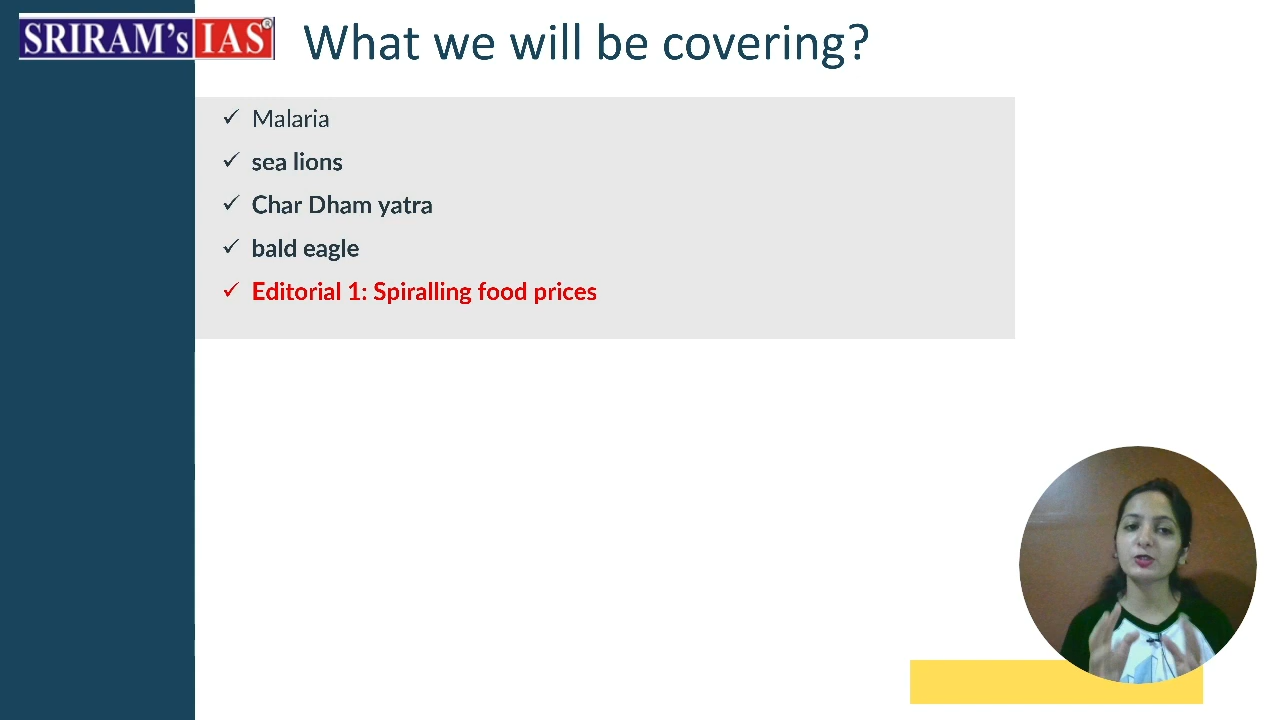 SRIRAM's IAS®
What we will be covering?
✓ Malaria
✓ sea lions
✓ Char Dham yatra
✓ bald eagle
✓ Editorial 1: Spiralling food prices